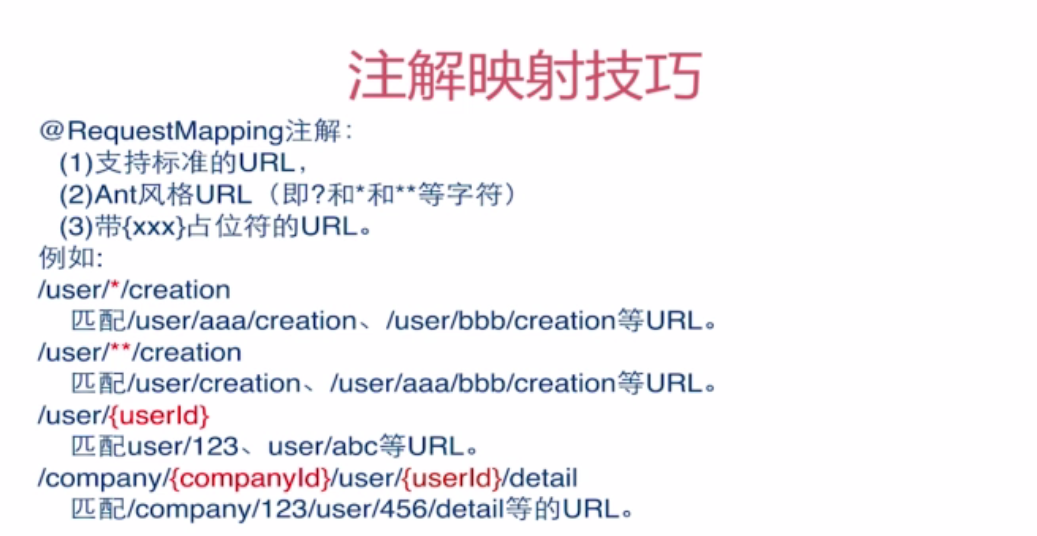 注解映射技巧
@RequestMapping注解：
(1)支持标准的URL，
(2)Ant风格URL（即?和*和**等字符）
(3)带{xxx}占位符的URL。
例如:
/user/*/creation
匹配/user/aaa/creation、/user/bbb/creation等URL。
/user/**/creation
匹配/user/creation、/user/aaa/bbb/creation等URL。
/user/{userId}
匹配user/123、user/abc等URL。
/company/{companyId}/user/{userId}/detail
匹配/company/123/user/456/detail等的URL。